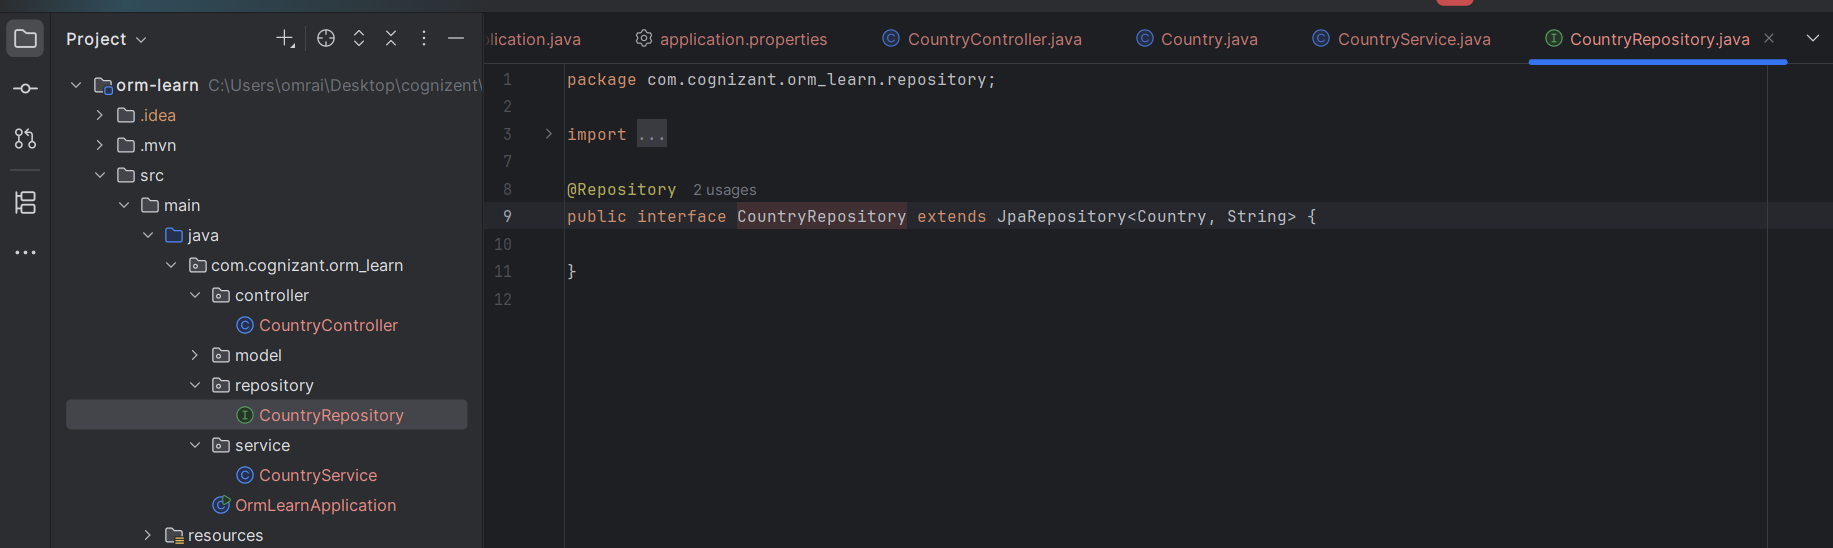 Project
orm-learn C:\Users\omrai\Desktop\cognizent\
.idea
.mvn
src
main
java
com.cognizant.orm_learn
controller
CountryController
model
repository
CountryRepository
service
CountryService
OrmLearnApplication
resources
lication.java application.properties CountryController.java Country.java CountryService.java CountryRepository.java
1 package com.cognizant.orm_learn.repository;
2
3 import ...
7
8 @Repository 2 usages
9 public interface CountryRepository extends JpaRepository<Country, String> {
10
11 }
12